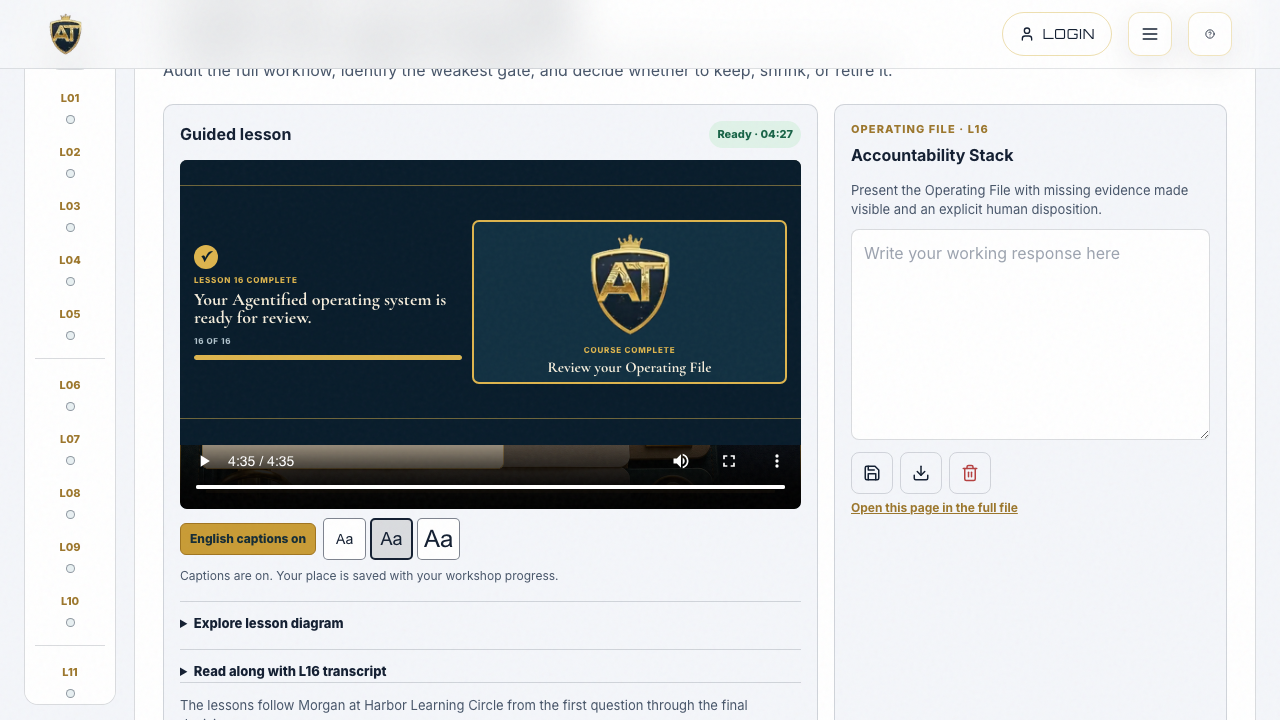 AT
LOGIN
Audit the full workflow, identify the weakest gate, and decide whether to keep, shrink, or retire it.
L01
L02
L03
L04
L05
L06
L07
L08
L09
L10
L11
Guided lesson
Ready · 04:27
LESSON 16 COMPLETE
Your Agentified operating system is
ready for review.
16 OF 16
AT
COURSE COMPLETE
Review your Operating File
4:35 / 4:35
English captions on
Aa
Aa
Aa
Captions are on. Your place is saved with your workshop progress.
Explore lesson diagram
Read along with L16 transcript
The lessons follow Morgan at Harbor Learning Circle from the first question through the final
OPERATING FILE · L16
Accountability Stack
Present the Operating File with missing evidence made
visible and an explicit human disposition.
Write your working response here
Open this page in the full file